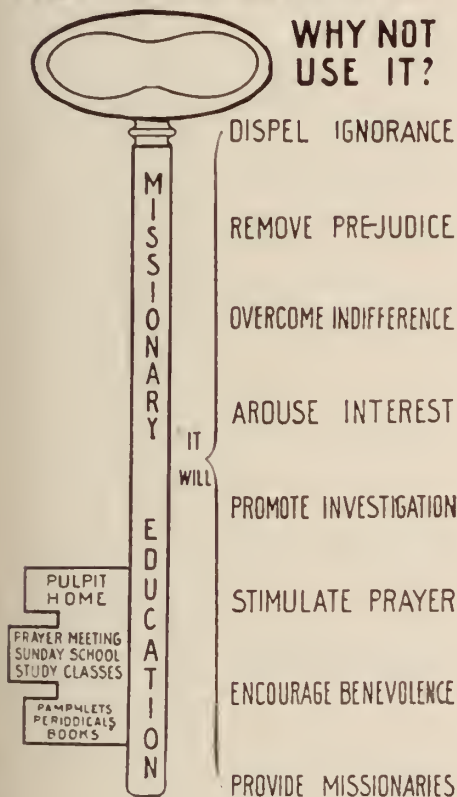 WHY NOT
USE IT?
MISSIONARY EDUCATION
IT
WILL
DISPEL IGNORANCE
REMOVE PREJUDICE
OVERCOME INDIFFERENCE
AROUSE INTEREST
PROMOTE INVESTIGATION
STIMULATE PRAYER
ENCOURAGE BENEVOLENCE
PROVIDE MISSIONARIES
PULPIT
HOME
PRAYER MEETING
SUNDAY SCHOOL
STUDY CLASSES
PAMPHLETS
PERIODICALS
BOOKS